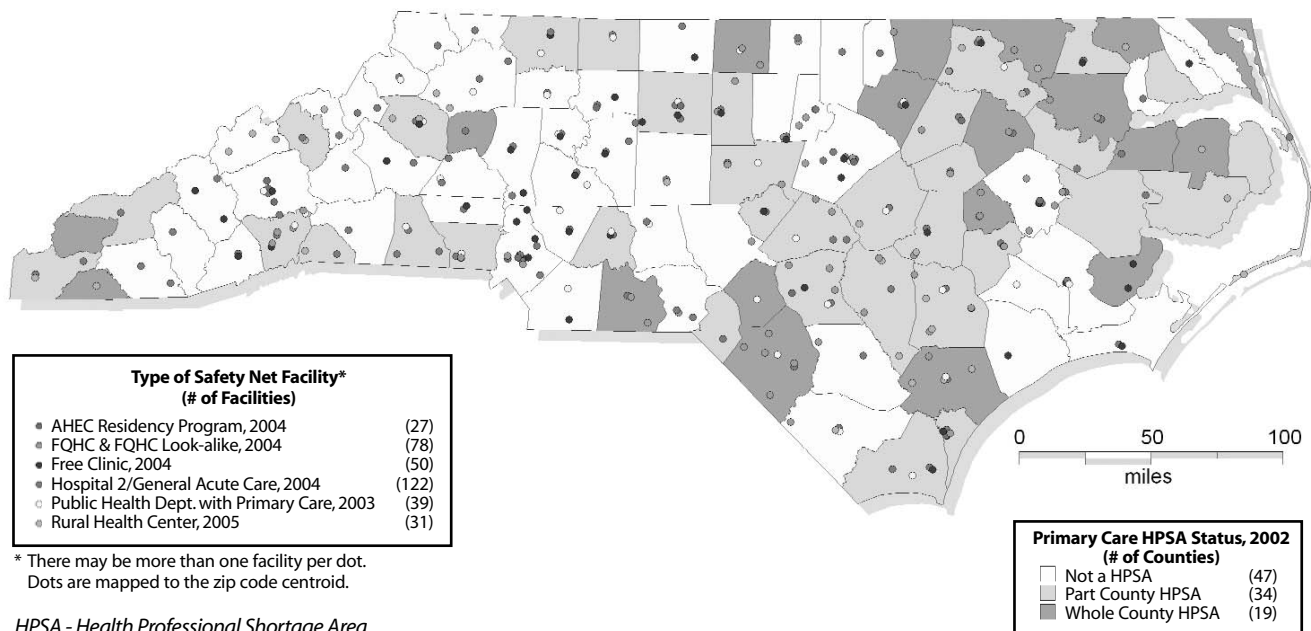 Type of Safety Net Facility*
(# of Facilities)
AHEC Residency Program, 2004 (27)
FQHC & FQHC Look-alike, 2004 (78)
Free Clinic, 2004 (50)
Hospital 2/General Acute Care, 2004 (122)
Public Health Dept. with Primary Care, 2003 (39)
Rural Health Center, 2005 (31)
* There may be more than one facility per dot.
Dots are mapped to the zip code centroid.
HPSA - Health Professional Shortage Area
0 50 100
miles
Primary Care HPSA Status, 2002
(# of Counties)
Not a HPSA (47)
Part County HPSA (34)
Whole County HPSA (19)